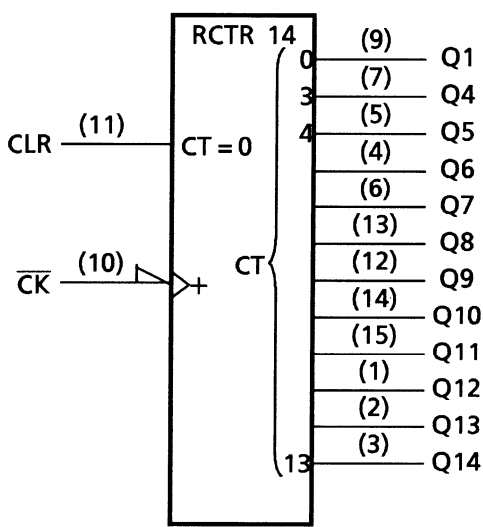 RCTR 14
0 (9) Q1
3 (7) Q4
4 (5) Q5
CLR (11) CT = 0
(4) Q6
(6) Q7
(13) Q8
CT
(12) Q9
C̅K̅ (10) +
(14) Q10
(15) Q11
(1) Q12
(2) Q13
13 (3) Q14